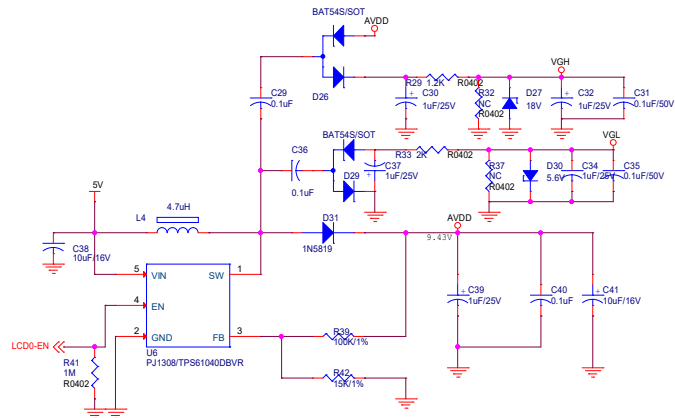 BAT54S/SOT
AVDD
D26
C29
0.1uF
R29 1.2K
R0402
C30
1uF/25V
R32
NC
R0402
D27
18V
VGH
C32
1uF/25V
C31
0.1uF/50V
BAT54S/SOT
C36
0.1uF
D29
C37
1uF/25V
R33 2K
R0402
R37
NC
R0402
D30
5.6V
C34
1uF/25V
VGL
C35
0.1uF/50V
5V
L4
4.7uH
C38
10uF/16V
D31
1N5819
AVDD
9.43V
C39
1uF/25V
C40
0.1uF
C41
10uF/16V
5
VIN
SW
1
4
EN
2
GND
FB
3
U6
PJ1308/TPS61040DBVR
LCD0-EN
R41
1M
R0402
R39
100K/1%
R42
15K/1%